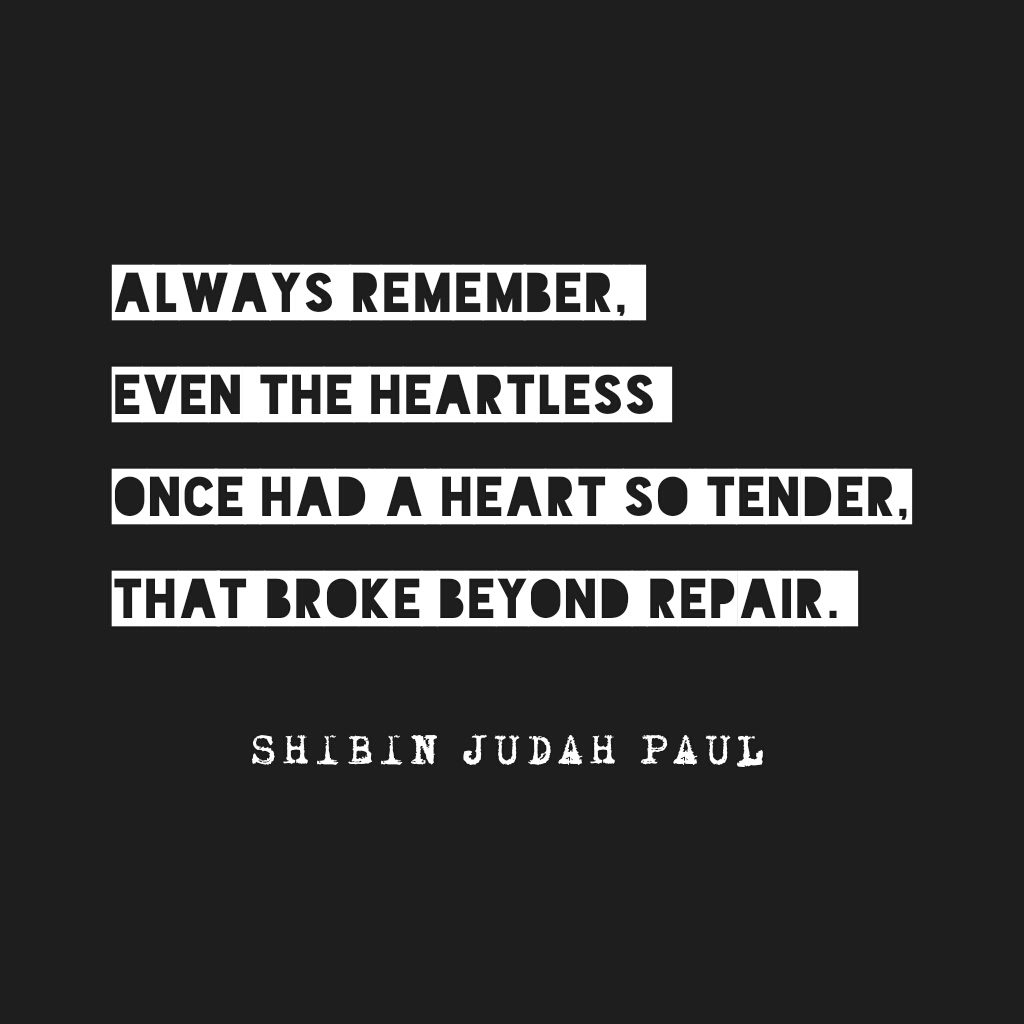 ALWAYS REMEMBER,
EVEN THE HEARTLESS
ONCE HAD A HEART SO TENDER,
THAT BROKE BEYOND REPAIR.
SHIBIN JUDAH PAUL